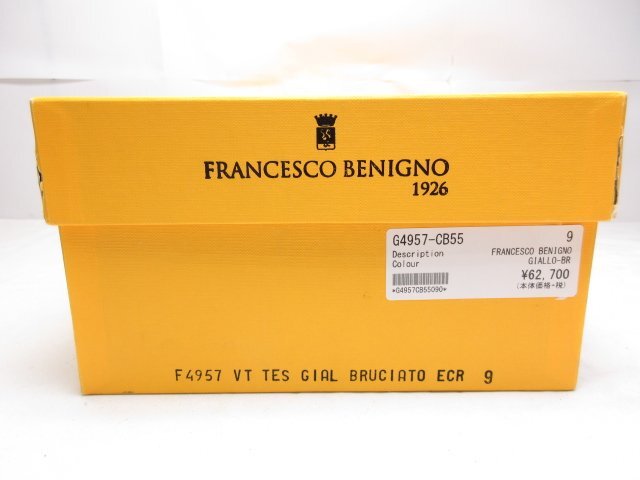 FRANCESCO BENIGNO
1926
G4957-CB55 9
Description FRANCESCO BENIGNO
Colour GIALLO-BR
¥62,700
*G4957CB55090* (本体価格+税)
F4957 VT TES GIAL BRUCIATO ECR 9